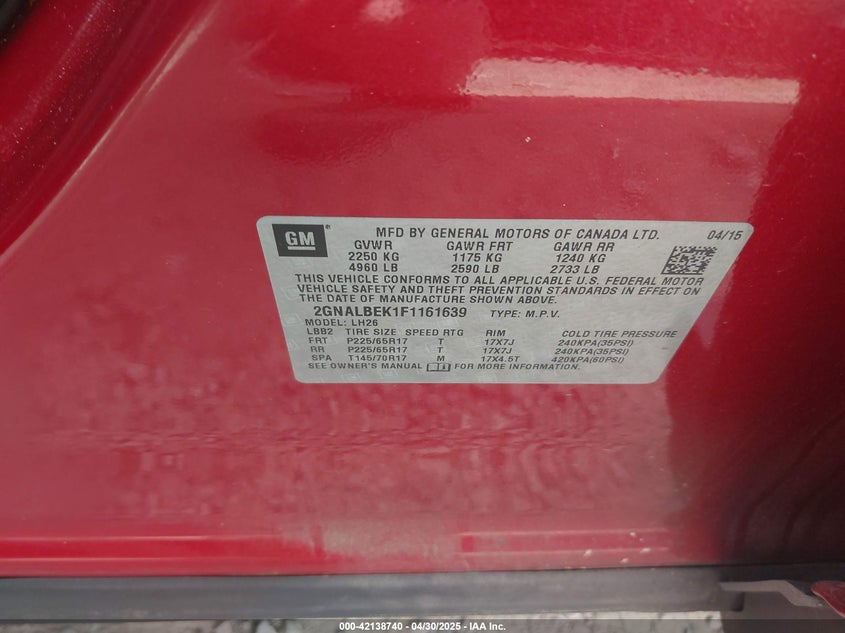 GM ® MFD BY GENERAL MOTORS OF CANADA LTD. 04/15
GVWR GAWR FRT GAWR RR
2250 KG 1175 KG 1240 KG
4960 LB 2590 LB 2733 LB
THIS VEHICLE CONFORMS TO ALL APPLICABLE U.S. FEDERAL MOTOR
VEHICLE SAFETY AND THEFT PREVENTION STANDARDS IN EFFECT ON
THE DATE OF MANUFACTURE SHOWN ABOVE.
2GNALBEK1F1161639 TYPE: M.P.V.
MODEL: LH26
LBB2 TIRE SIZE SPEED RTG RIM COLD TIRE PRESSURE
FRT P225/65R17 T 17X7J 240KPA(35PSI)
RR P225/65R17 T 17X7J 240KPA(35PSI)
SPA T145/70R17 M 17X4.5T 420KPA(60PSI)
SEE OWNER'S MANUAL FOR MORE INFORMATION.
000-42138740 / 04/30/2025 / IAA Inc.